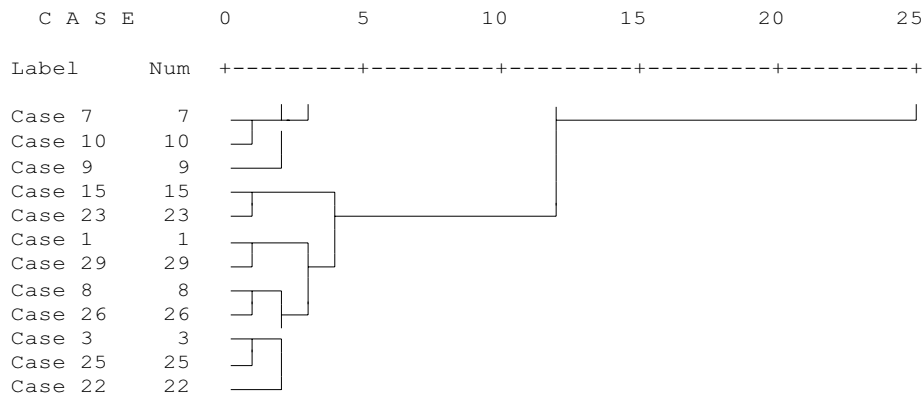 C A S E 0 5 10 15 20 25
Label Num +---------+---------+---------+---------+---------+
Case 7 7
Case 10 10
Case 9 9
Case 15 15
Case 23 23
Case 1 1
Case 29 29
Case 8 8
Case 26 26
Case 3 3
Case 25 25
Case 22 22